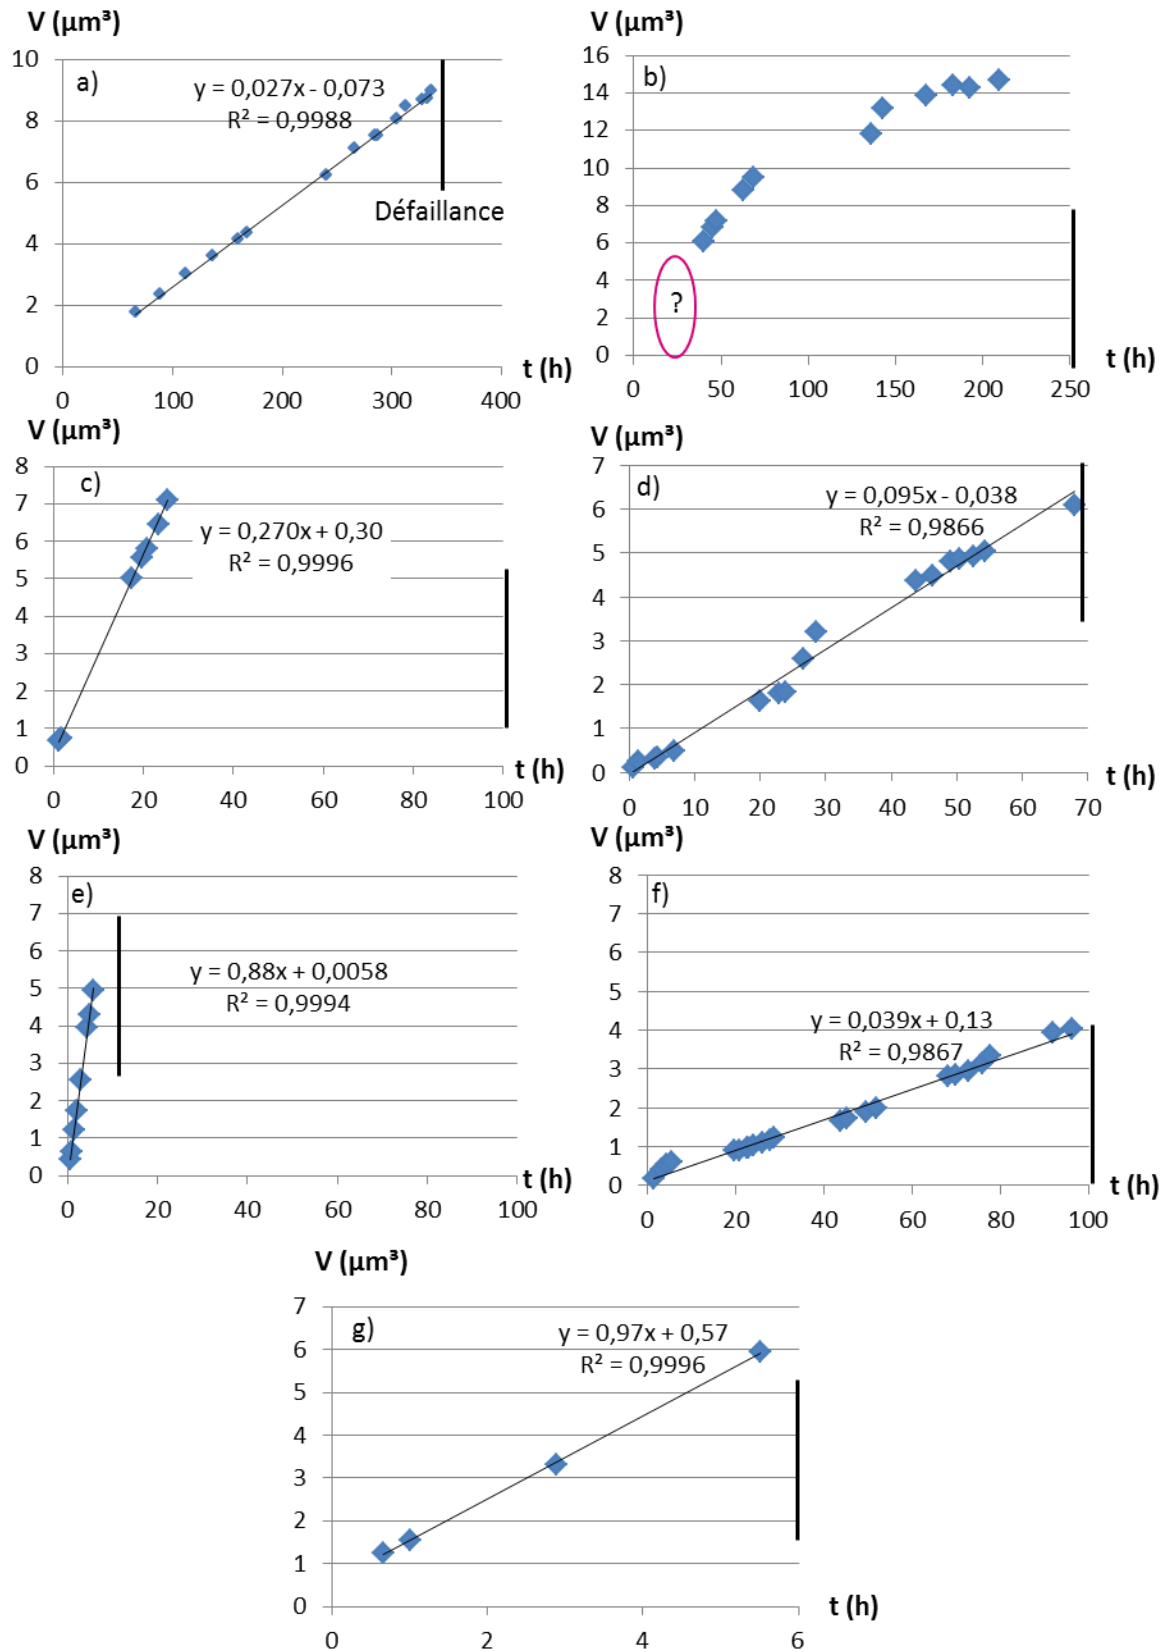 V (µm³)
10
8
6
4
2
0
a)
y = 0,027x - 0,073
R² = 0,9988
Défaillance
0 100 200 300 400
t (h)
V (µm³)
16
14
12
10
8
6
4
2
0
b)
?
0 50 100 150 200 250
t (h)
V (µm³)
8
7
6
5
4
3
2
1
0
c)
y = 0,270x + 0,30
R² = 0,9996
0 20 40 60 80 100
t (h)
V (µm³)
7
6
5
4
3
2
1
0
d)
y = 0,095x - 0,038
R² = 0,9866
0 10 20 30 40 50 60 70
t (h)
V (µm³)
8
7
6
5
4
3
2
1
0
e)
y = 0,88x + 0,0058
R² = 0,9994
0 20 40 60 80 100
t (h)
V (µm³)
8
7
6
5
4
3
2
1
0
f)
y = 0,039x + 0,13
R² = 0,9867
0 20 40 60 80 100
t (h)
V (µm³)
7
6
5
4
3
2
1
0
g)
y = 0,97x + 0,57
R² = 0,9996
0 2 4 6
t (h)